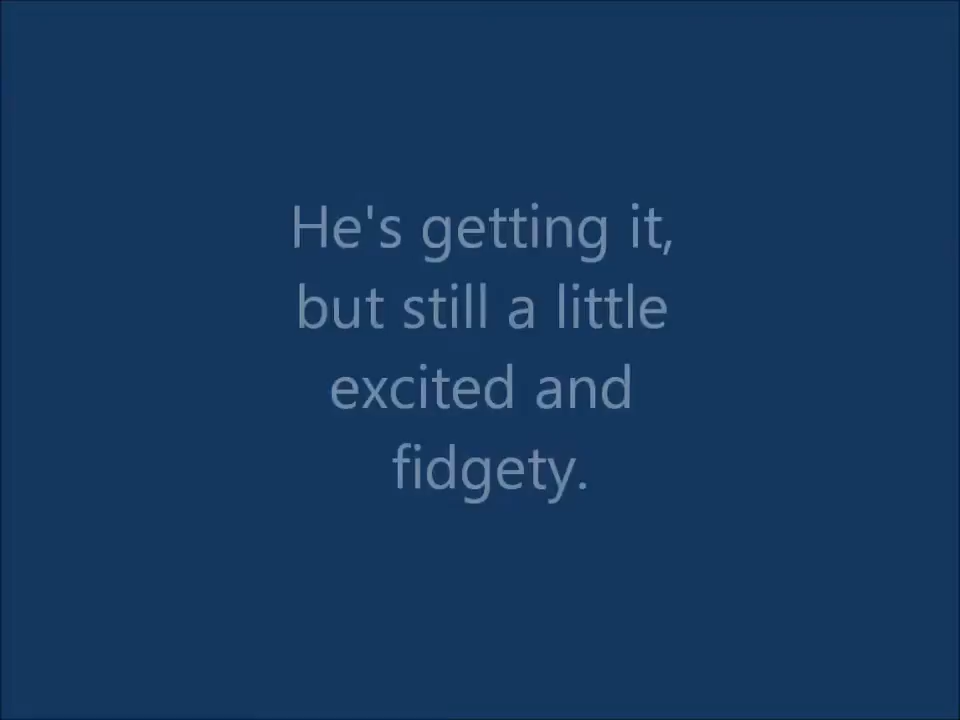 He's getting it,
but still a little
excited and
fidgety.